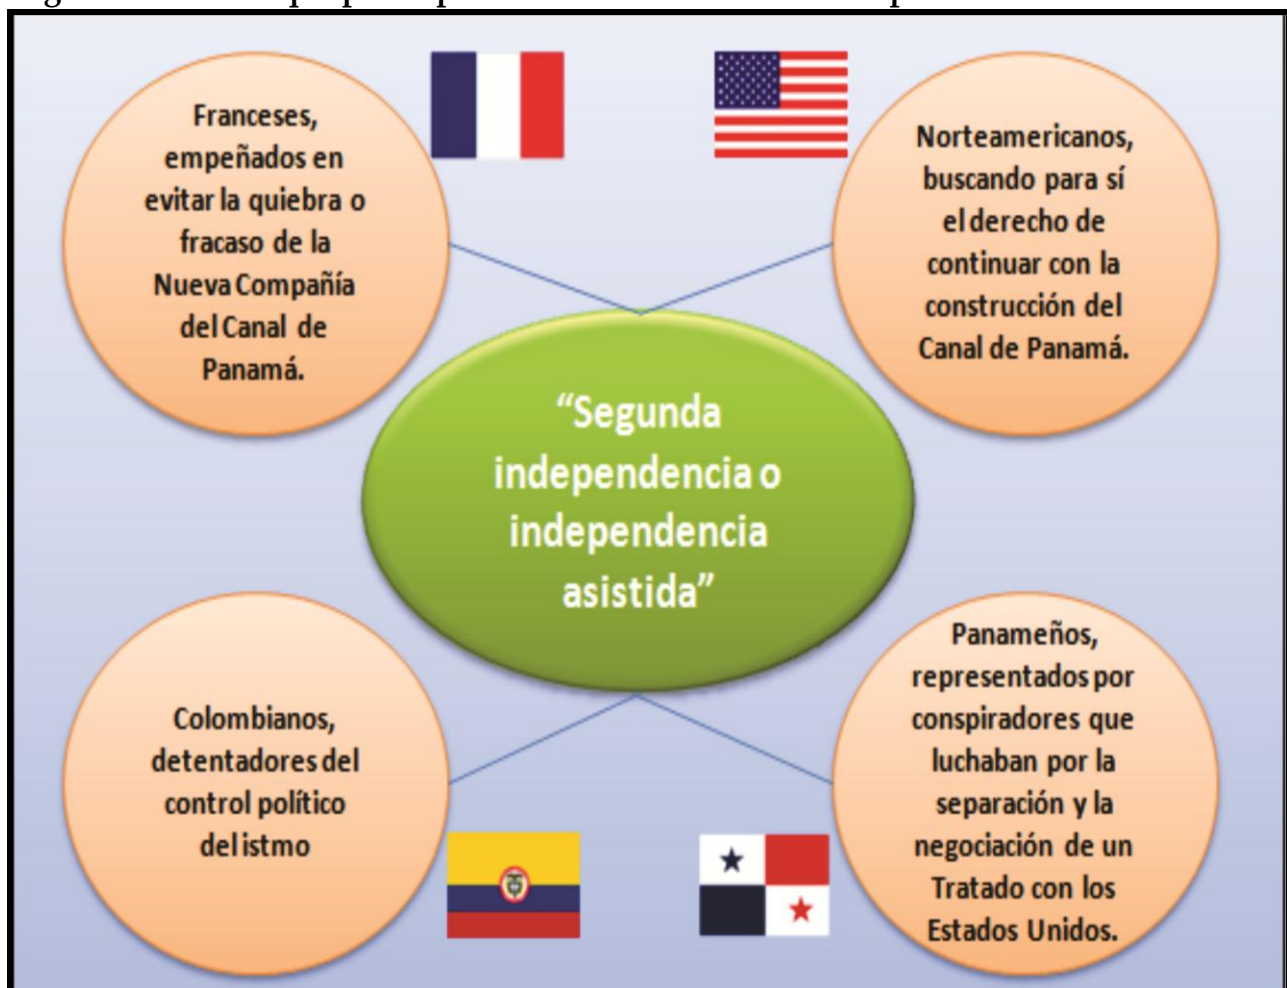 Franceses,
empeñados en
evitar la quiebra o
fracaso de la
Nueva Compañía
del Canal de
Panamá.
Norteamericanos,
buscando para sí
el derecho de
continuar con la
construcción del
Canal de Panamá.
“Segunda
independencia o
independencia
asistida”
Colombianos,
detentadores del
control político
del istmo
Panameños,
representados por
conspiradores que
luchaban por la
separación y la
negociación de un
Tratado con los
Estados Unidos.